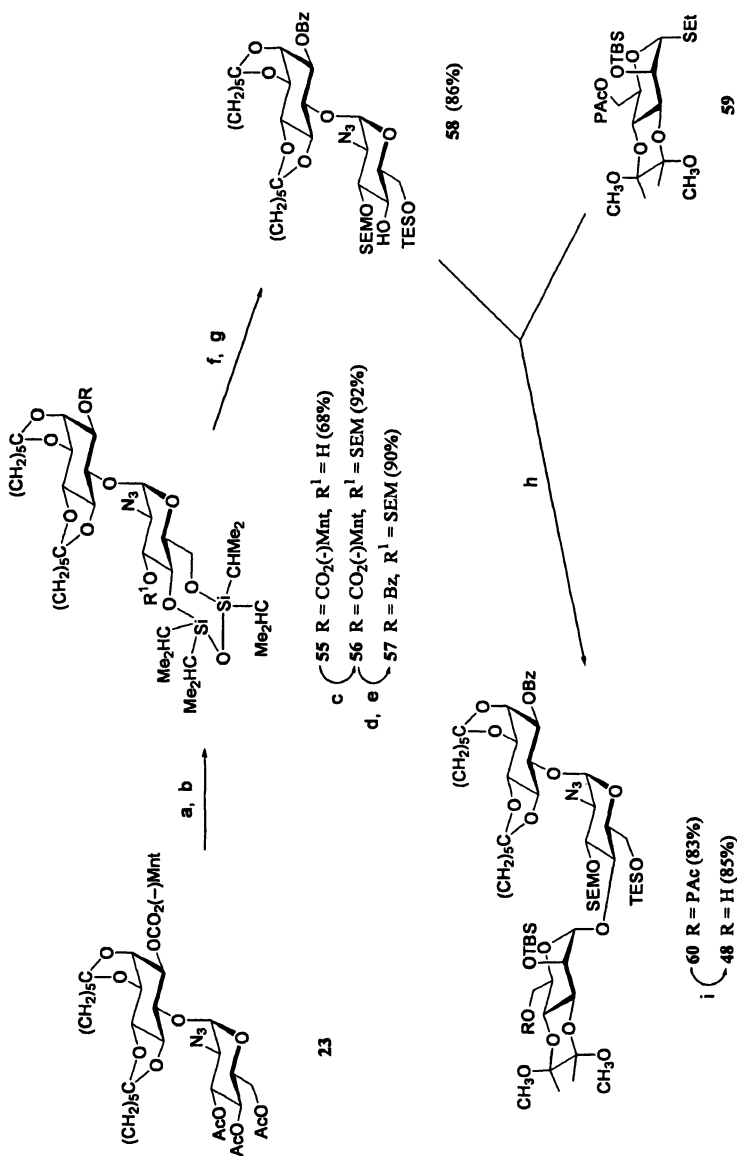 (CH2)5C
(CH2)5C
O
O
O
O
OCO2(−)Mnt
O
N3
O
AcO
AcO
AcO
23
a, b
(CH2)5C
(CH2)5C
O
O
O
O
OR
O
N3
O
R1O
O
O
Me2HC
Si
Me2HC
O
Si
CHMe2
Me2HC
55 R = CO2(-)Mnt, R1 = H (68%)
c
56 R = CO2(-)Mnt, R1 = SEM (92%)
d, e
57 R = Bz, R1 = SEM (90%)
f, g
(CH2)5C
(CH2)5C
O
O
O
O
OBz
O
N3
O
SEMO
HO
TESO
58 (86%)
PAcO
OTBS
O
O
O
CH3O
CH3O
SEt
59
h
(CH2)5C
(CH2)5C
O
O
O
O
OBz
O
N3
O
SEMO
TESO
O
OTBS
RO
O
O
O
CH3O
CH3O
60 R = PAc (83%)
i
48 R = H (85%)